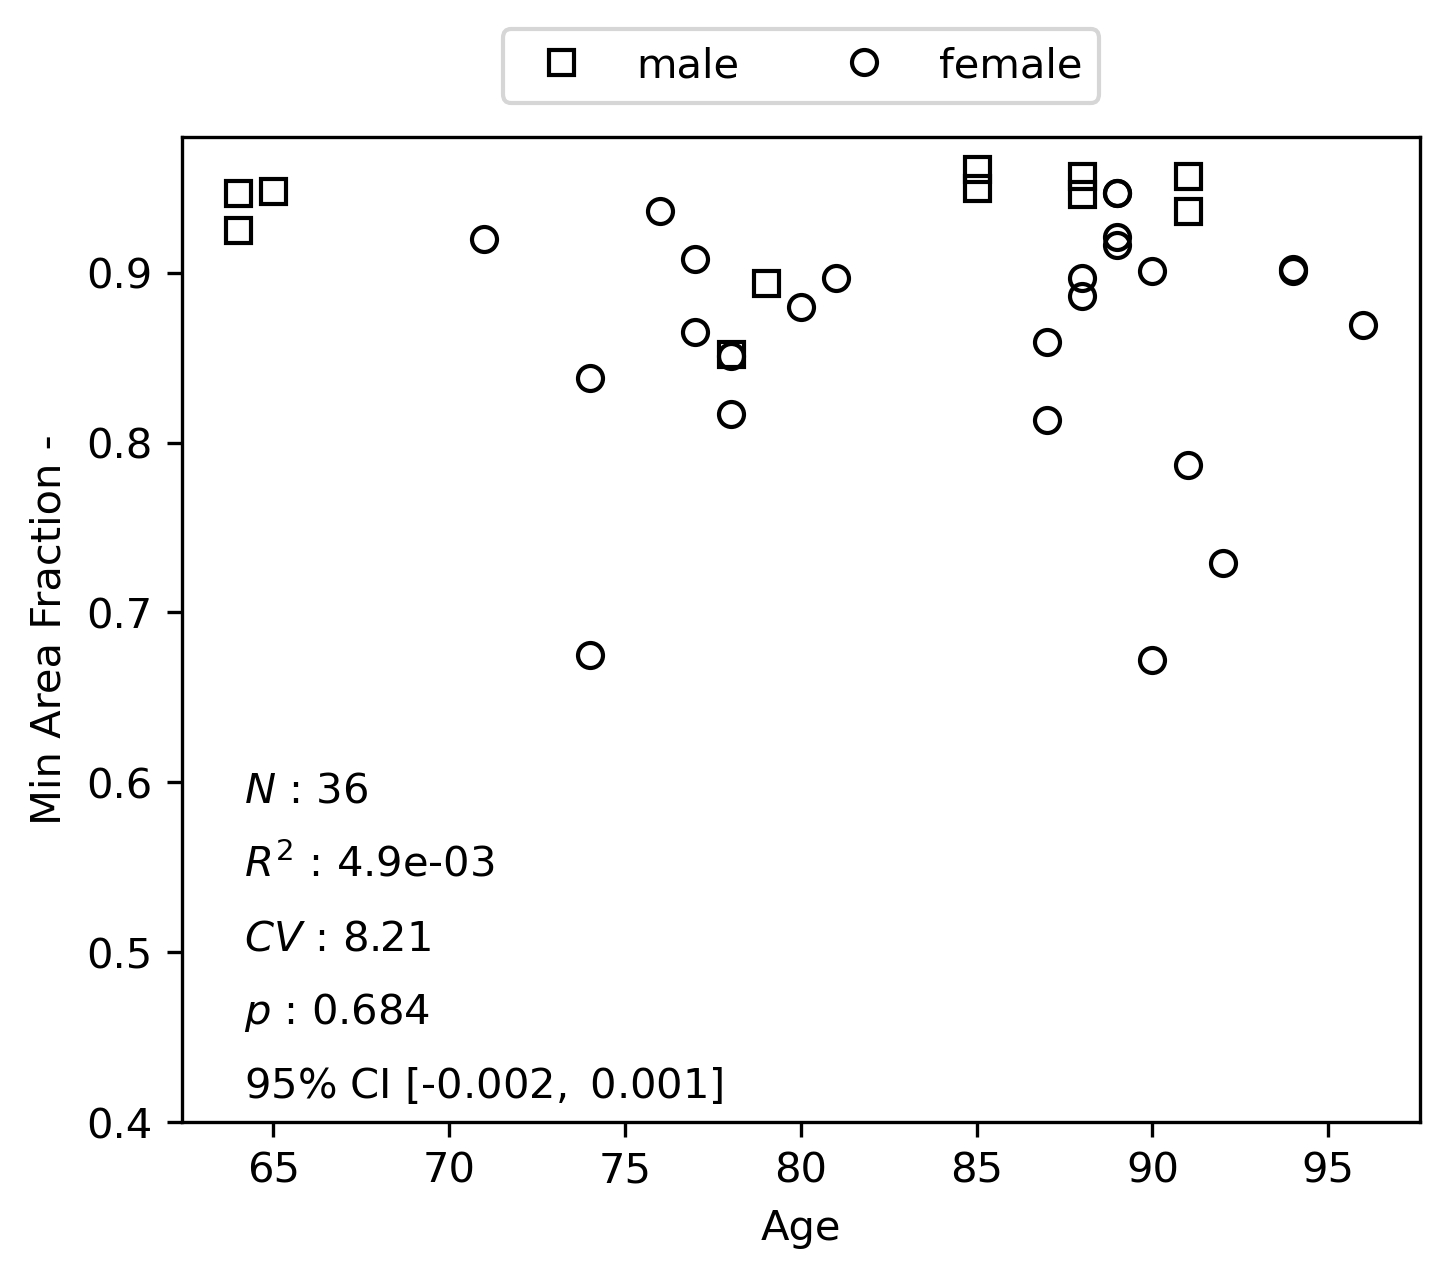 male female
Min Area Fraction -
0.9
0.8
0.7
0.6
0.5
0.4
N : 36
R² : 4.9e-03
CV : 8.21
p : 0.684
95% CI [-0.002, 0.001]
65 70 75 80 85 90 95
Age